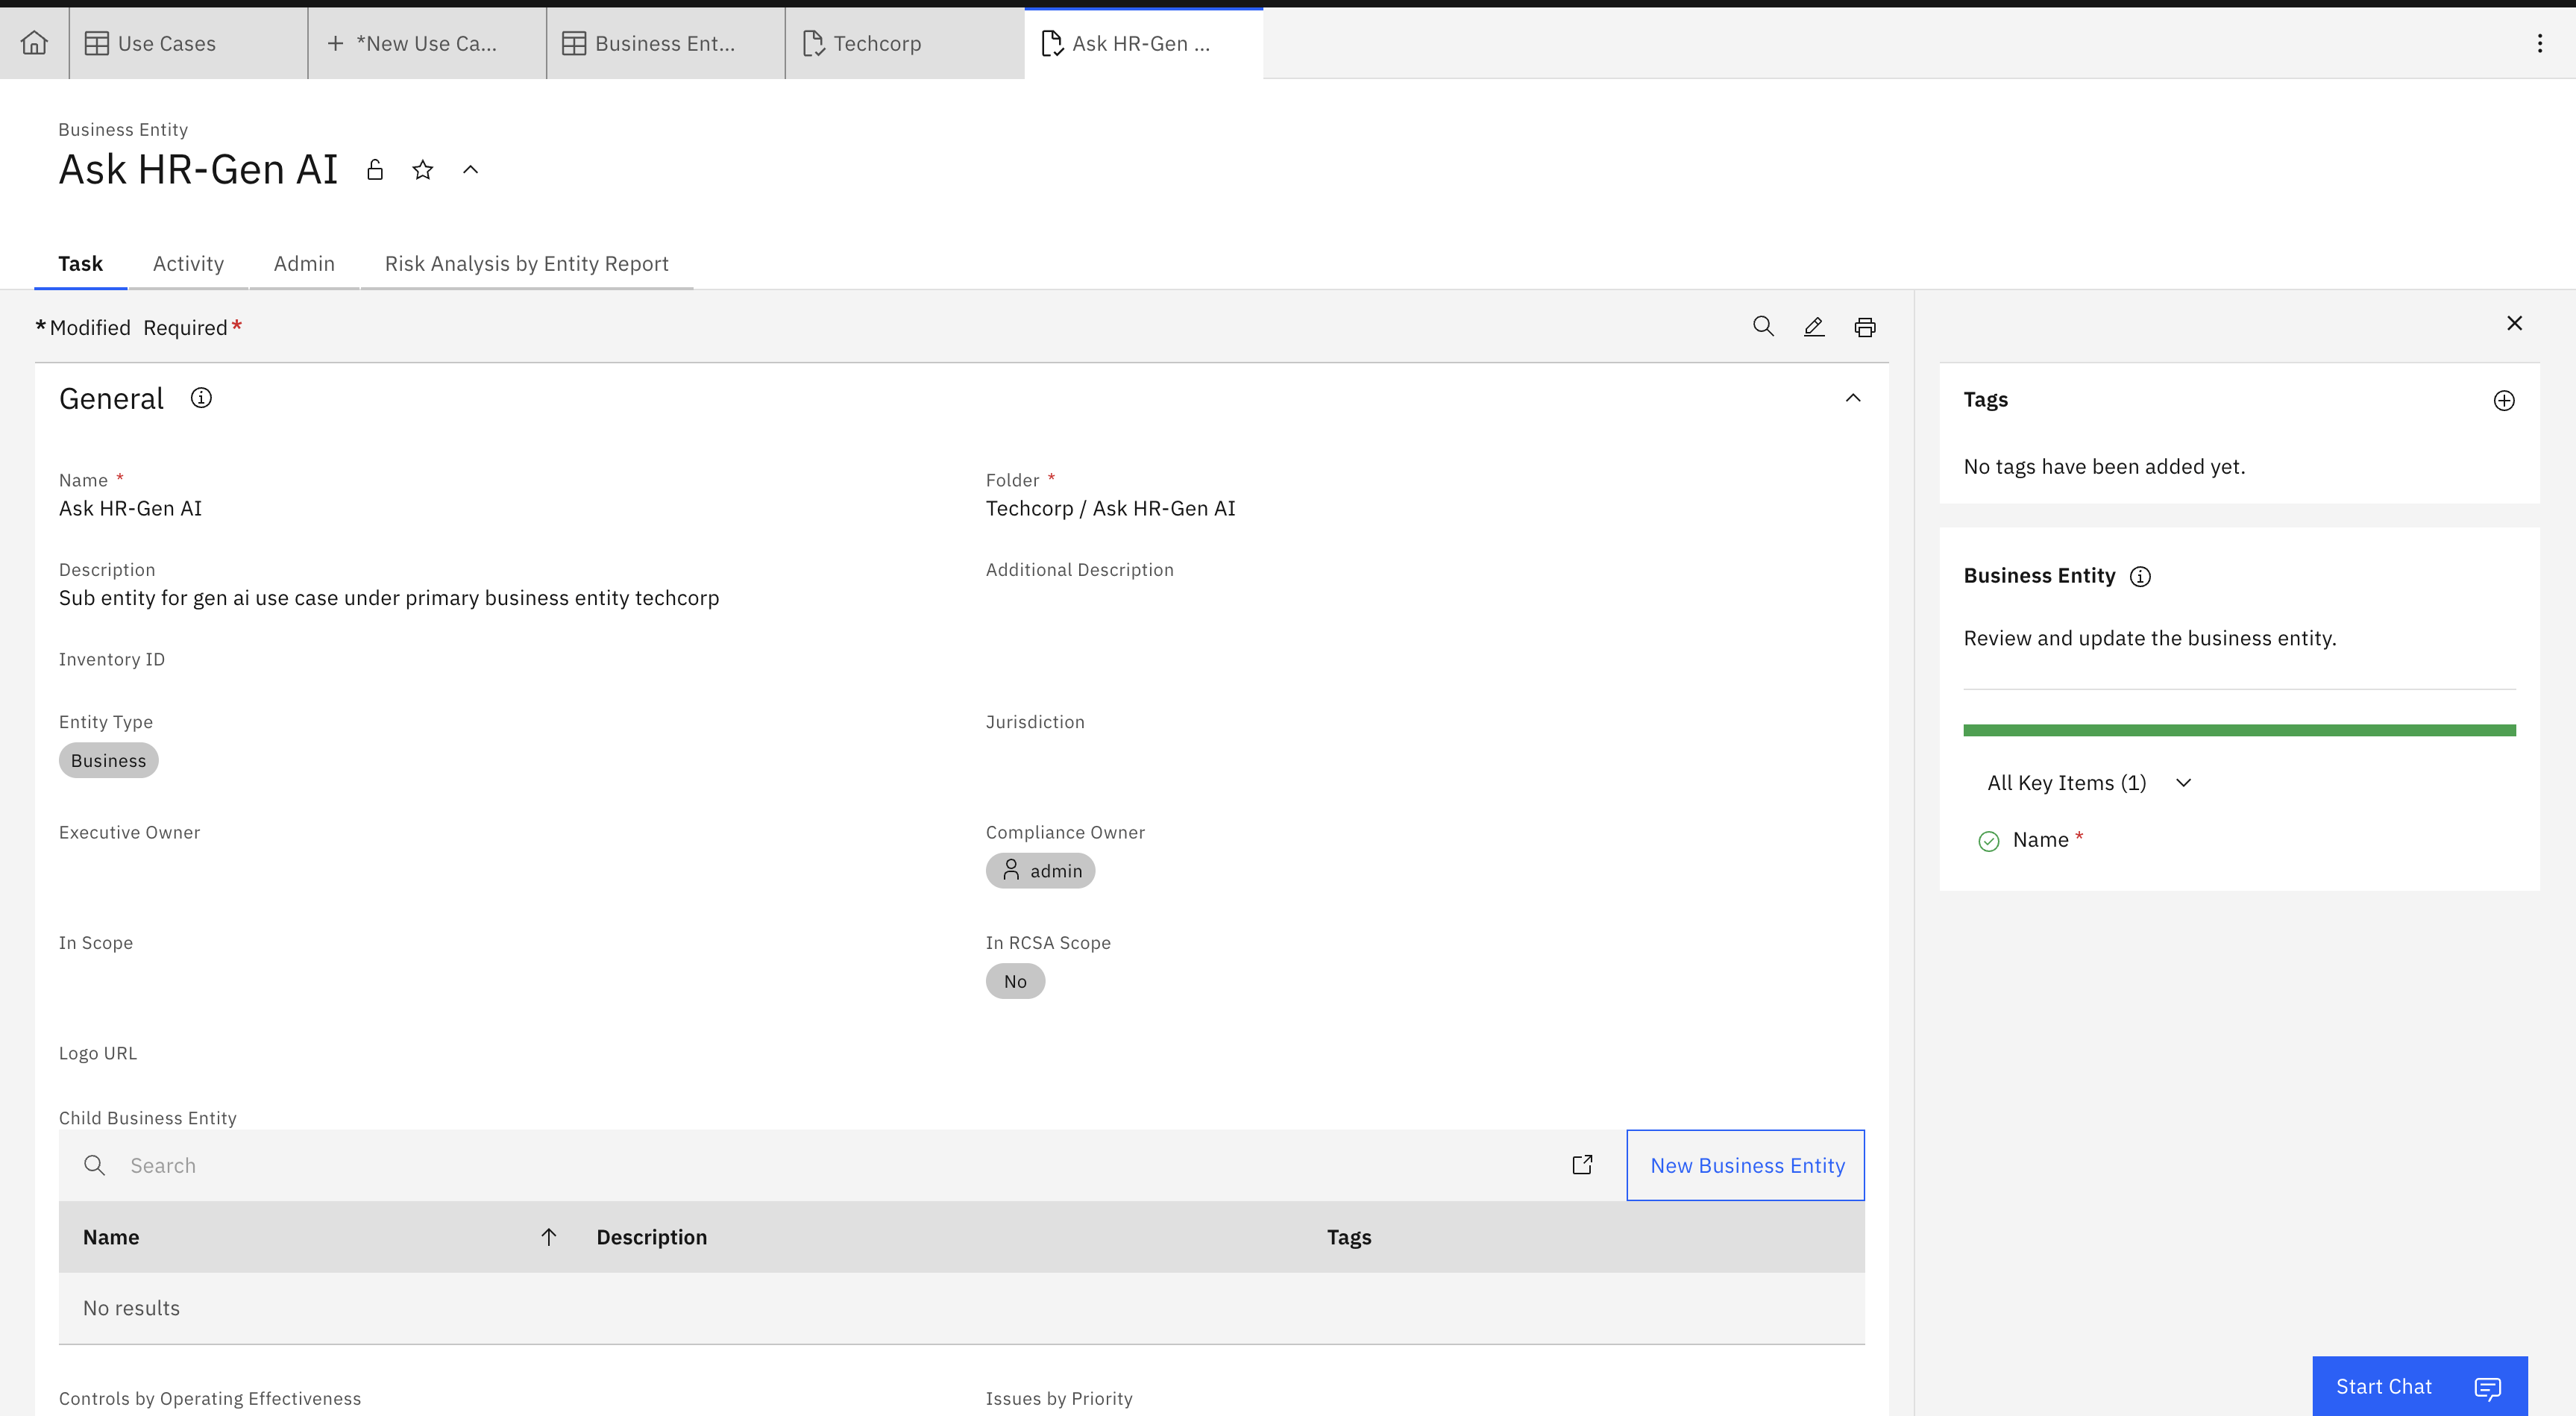 Use Cases
*New Use Ca...
Business Ent...
Techcorp
Ask HR-Gen ...
Business Entity
Ask HR-Gen AI
Task Activity Admin Risk Analysis by Entity Report
*Modified Required*
General
Name *
Ask HR-Gen AI
Folder *
Techcorp / Ask HR-Gen AI
Description
Sub entity for gen ai use case under primary business entity techcorp
Additional Description
Inventory ID
Entity Type
Business
Jurisdiction
Executive Owner
Compliance Owner
admin
In Scope
In RCSA Scope
No
Logo URL
Child Business Entity
Search
New Business Entity
Name Description Tags
No results
Controls by Operating Effectiveness
Issues by Priority
Tags
No tags have been added yet.
Business Entity
Review and update the business entity.
All Key Items (1)
Name *
Start Chat